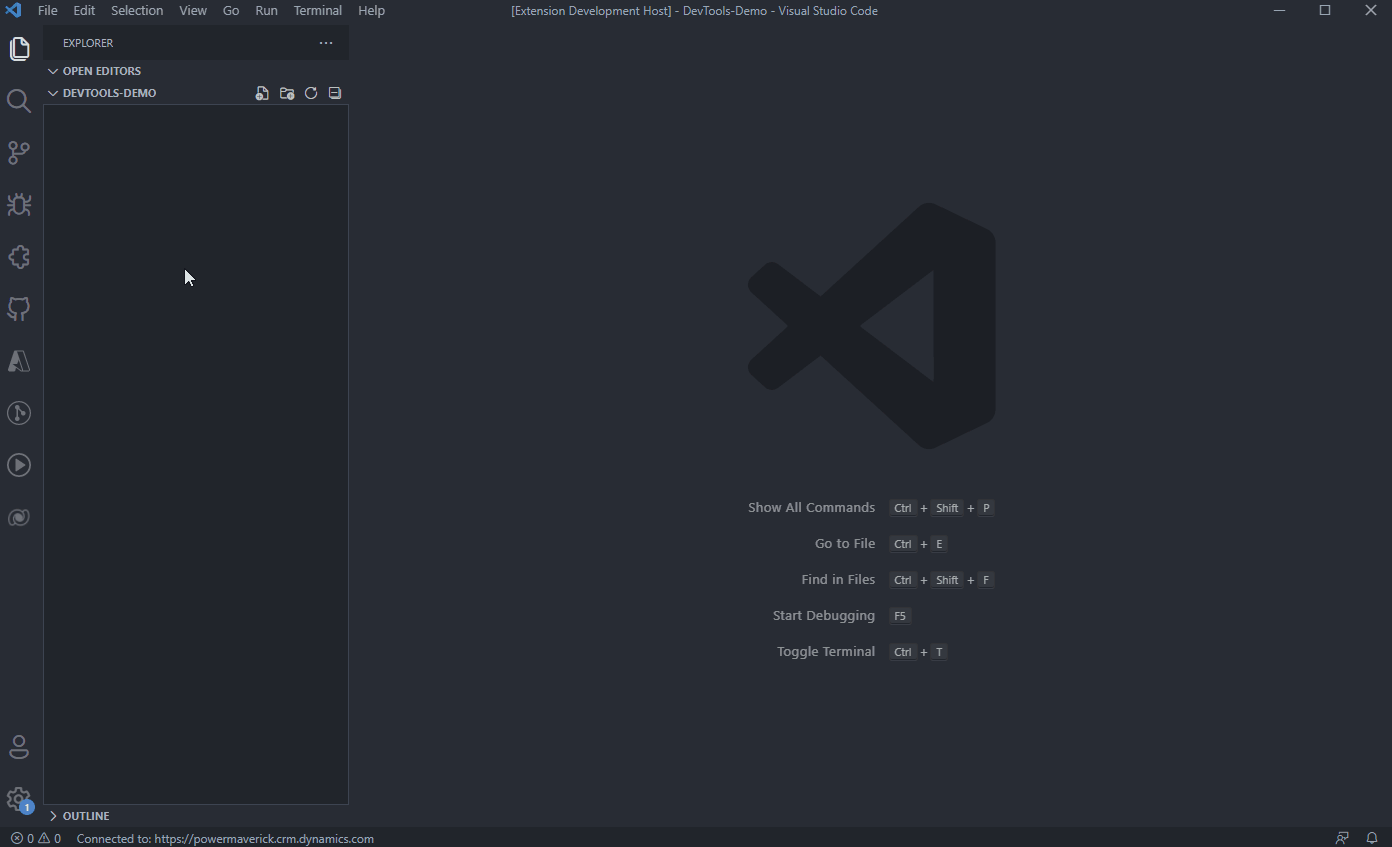 File Edit Selection View Go Run Terminal Help [Extension Development Host] - DevTools-Demo - Visual Studio Code
EXPLORER
OPEN EDITORS
DEVTOOLS-DEMO
Show All Commands Ctrl + Shift + P
Go to File Ctrl + E
Find in Files Ctrl + Shift + F
Start Debugging F5
Toggle Terminal Ctrl + T
1
OUTLINE
0 0 Connected to: https://powermaverick.crm.dynamics.com